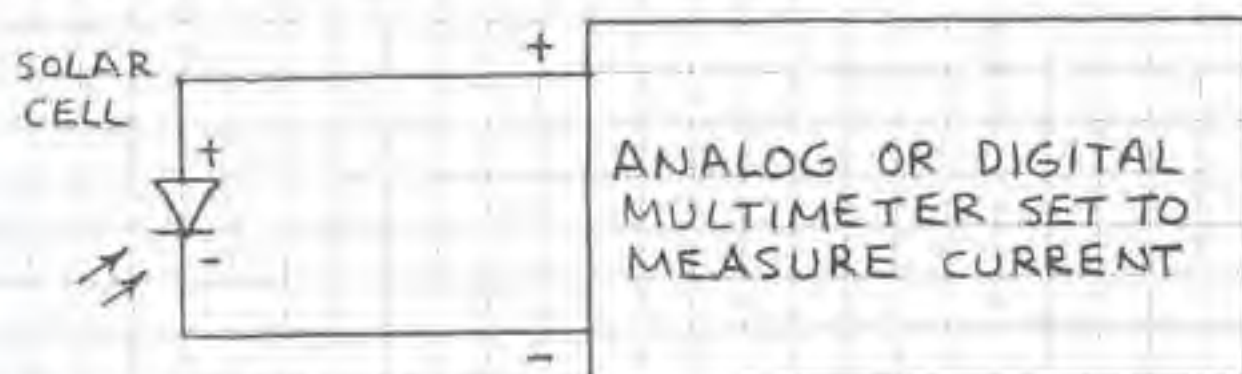 SOLAR
CELL
+
+
-
-
ANALOG OR DIGITAL
MULTIMETER SET TO
MEASURE CURRENT